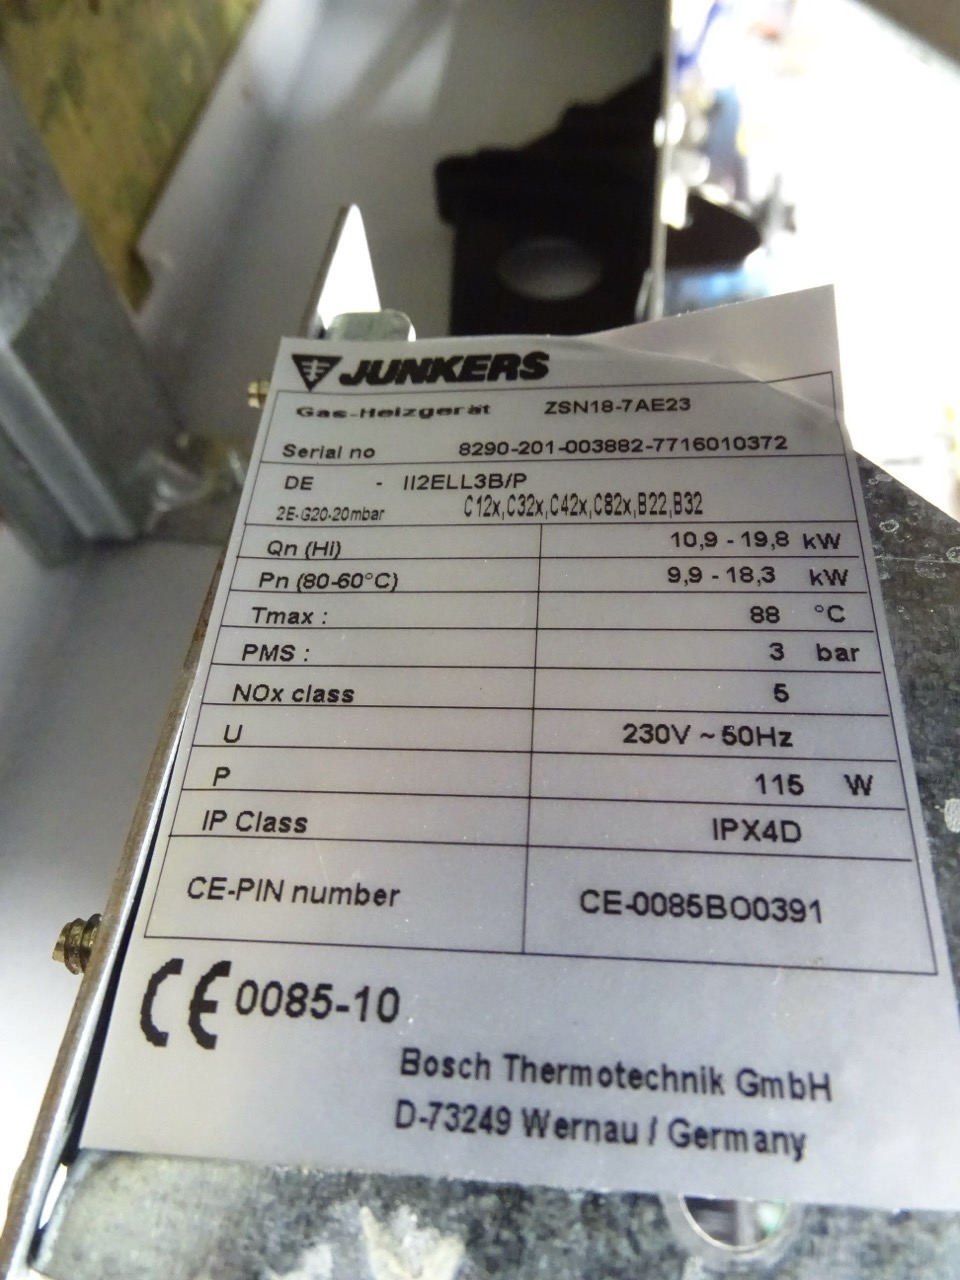 JUNKERS
Gas-Heizgerät ZSN18-7AE23
Serial no 8290-201-003882-7716010372
DE - II2ELL3B/P
2E-G20-20mbar C12x,C32x,C42x,C82x,B22,B32
Qn (Hi) 10,9 - 19,8 kW
Pn (80-60°C) 9,9 - 18,3 kW
Tmax : 88 °C
PMS : 3 bar
NOx class 5
U 230V ~ 50Hz
P 115 W
IP Class IPX4D
CE-PIN number CE-0085BO0391
CE 0085-10
Bosch Thermotechnik GmbH
D-73249 Wernau / Germany